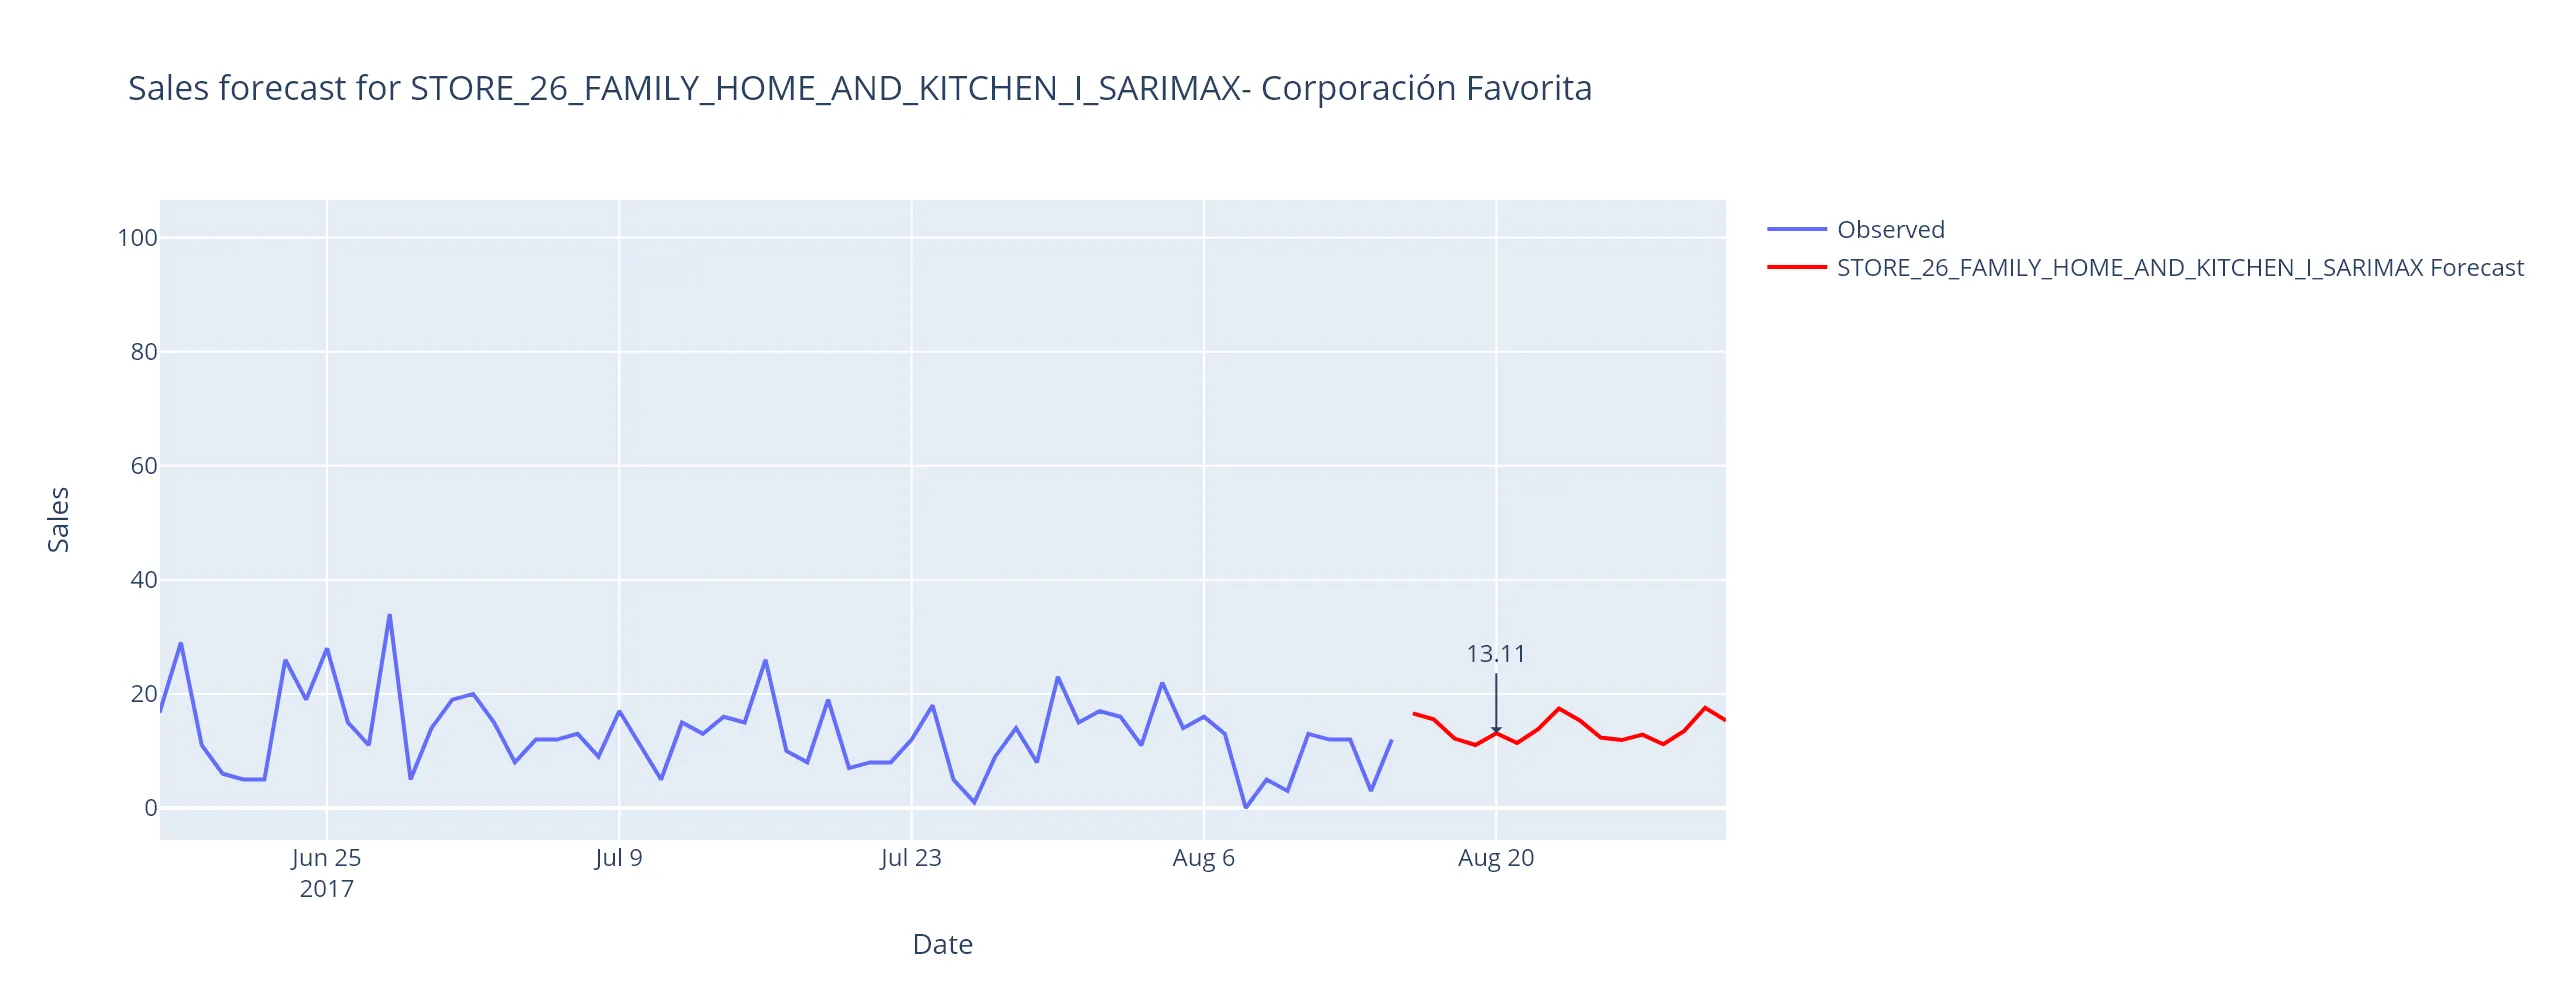 Sales forecast for STORE_26_FAMILY_HOME_AND_KITCHEN_I_SARIMAX- Corporación Favorita
Observed
STORE_26_FAMILY_HOME_AND_KITCHEN_I_SARIMAX Forecast
100
80
60
40
20
0
Sales
13.11
Jun 25
2017
Jul 9
Jul 23
Aug 6
Aug 20
Date